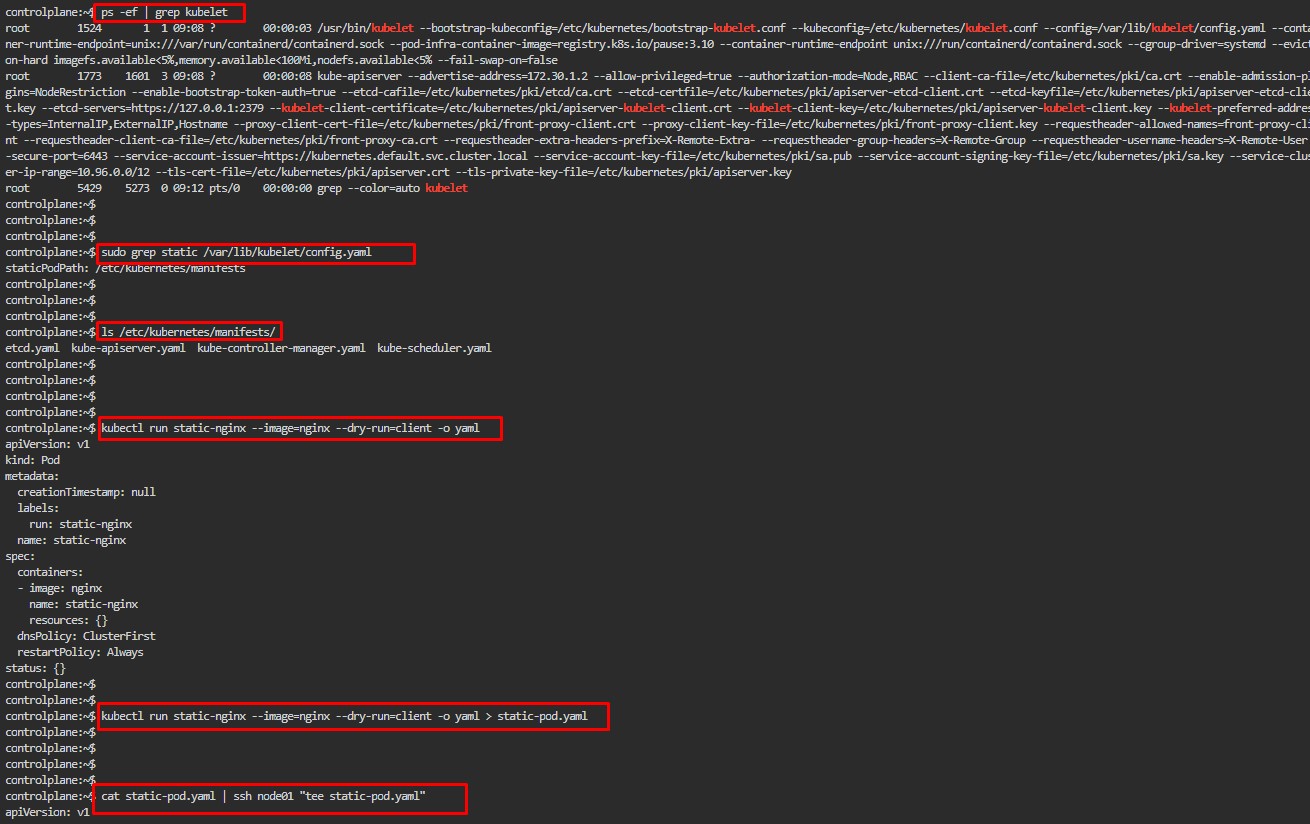 controlplane:~$ ps -ef | grep kubelet
root        1524       1  1 09:08 ?        00:00:03 /usr/bin/kubelet --bootstrap-kubeconfig=/etc/kubernetes/bootstrap-kubelet.conf --kubeconfig=/etc/kubernetes/kubelet.conf --config=/var/lib/kubelet/config.yaml --contai
ner-runtime-endpoint=unix:///var/run/containerd/containerd.sock --pod-infra-container-image=registry.k8s.io/pause:3.10 --container-runtime-endpoint unix:///run/containerd/containerd.sock --cgroup-driver=systemd --evicti
on-hard imagefs.available<5%,memory.available<100Mi,nodefs.available<5% --fail-swap-on=false
root        1773    1601  3 09:08 ?        00:00:08 kube-apiserver --advertise-address=172.30.1.2 --allow-privileged=true --authorization-mode=Node,RBAC --client-ca-file=/etc/kubernetes/pki/ca.crt --enable-admission-plu
gins=NodeRestriction --enable-bootstrap-token-auth=true --etcd-cafile=/etc/kubernetes/pki/etcd/ca.crt --etcd-certfile=/etc/kubernetes/pki/apiserver-etcd-client.crt --etcd-keyfile=/etc/kubernetes/pki/apiserver-etcd-clien
t.key --etcd-servers=https://127.0.0.1:2379 --kubelet-client-certificate=/etc/kubernetes/pki/apiserver-kubelet-client.crt --kubelet-client-key=/etc/kubernetes/pki/apiserver-kubelet-client.key --kubelet-preferred-address
-types=InternalIP,ExternalIP,Hostname --proxy-client-cert-file=/etc/kubernetes/pki/front-proxy-client.crt --proxy-client-key-file=/etc/kubernetes/pki/front-proxy-client.key --requestheader-allowed-names=front-proxy-clie
nt --requestheader-client-ca-file=/etc/kubernetes/pki/front-proxy-ca.crt --requestheader-extra-headers-prefix=X-Remote-Extra- --requestheader-group-headers=X-Remote-Group --requestheader-username-headers=X-Remote-User
-secure-port=6443 --service-account-issuer=https://kubernetes.default.svc.cluster.local --service-account-key-file=/etc/kubernetes/pki/sa.pub --service-account-signing-key-file=/etc/kubernetes/pki/sa.key --service-clust
er-ip-range=10.96.0.0/12 --tls-cert-file=/etc/kubernetes/pki/apiserver.crt --tls-private-key-file=/etc/kubernetes/pki/apiserver.key
root        5429    5273  0 09:12 pts/0    00:00:00 grep --color=auto kubelet
controlplane:~$
controlplane:~$
controlplane:~$
controlplane:~$ sudo grep static /var/lib/kubelet/config.yaml
staticPodPath: /etc/kubernetes/manifests
controlplane:~$
controlplane:~$
controlplane:~$
controlplane:~$ ls /etc/kubernetes/manifests/
etcd.yaml  kube-apiserver.yaml  kube-controller-manager.yaml  kube-scheduler.yaml
controlplane:~$
controlplane:~$
controlplane:~$
controlplane:~$
controlplane:~$ kubectl run static-nginx --image=nginx --dry-run=client -o yaml
apiVersion: v1
kind: Pod
metadata:
  creationTimestamp: null
  labels:
    run: static-nginx
  name: static-nginx
spec:
  containers:
  - image: nginx
    name: static-nginx
    resources: {}
  dnsPolicy: ClusterFirst
  restartPolicy: Always
status: {}
controlplane:~$
controlplane:~$
controlplane:~$ kubectl run static-nginx --image=nginx --dry-run=client -o yaml > static-pod.yaml
controlplane:~$
controlplane:~$
controlplane:~$
controlplane:~$
controlplane:~$ cat static-pod.yaml | ssh node01 "tee static-pod.yaml"
apiVersion: v1